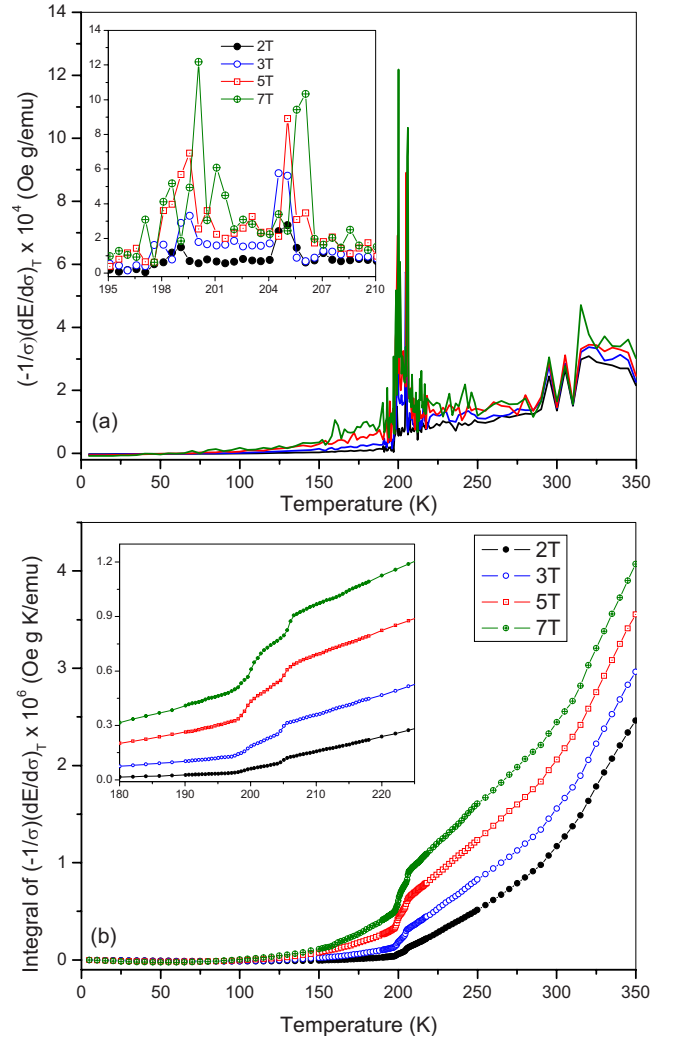 (a)
(-1/σ)(dE/dσ)_T x 10^4 (Oe g/emu)
14
12
10
8
6
4
2
0
14
12
10
8
6
4
2
0
2T
3T
5T
7T
195 198 201 204 207 210
0 50 100 150 200 250 300 350
Temperature (K)
(b)
Integral of (-1/σ)(dE/dσ)_T x 10^6 (Oe g K/emu)
4
3
2
1
0
1.2
0.9
0.6
0.3
0.0
180 190 200 210 220
2T
3T
5T
7T
0 50 100 150 200 250 300 350
Temperature (K)